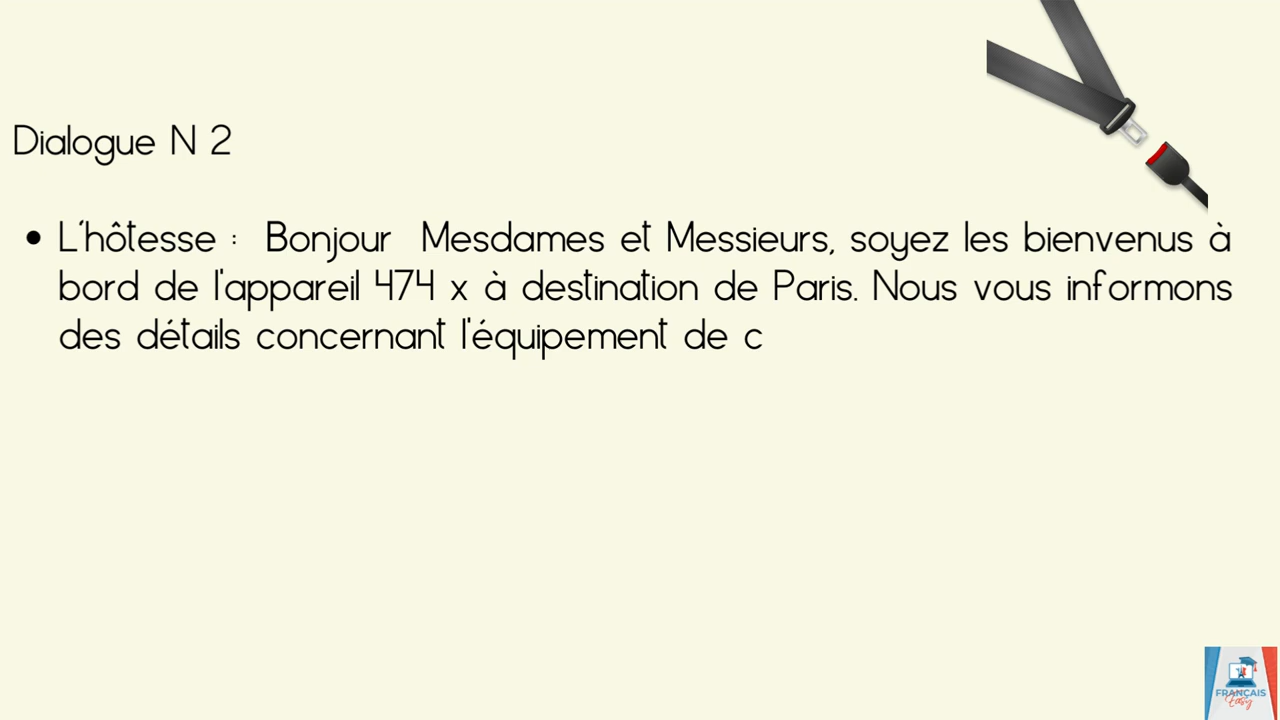 Dialogue N 2
• L'hôtesse : Bonjour Mesdames et Messieurs, soyez les bienvenus à
bord de l'appareil 474 x à destination de Paris. Nous vous informons
des détails concernant l'équipement de c
FRANÇAIS
Easy